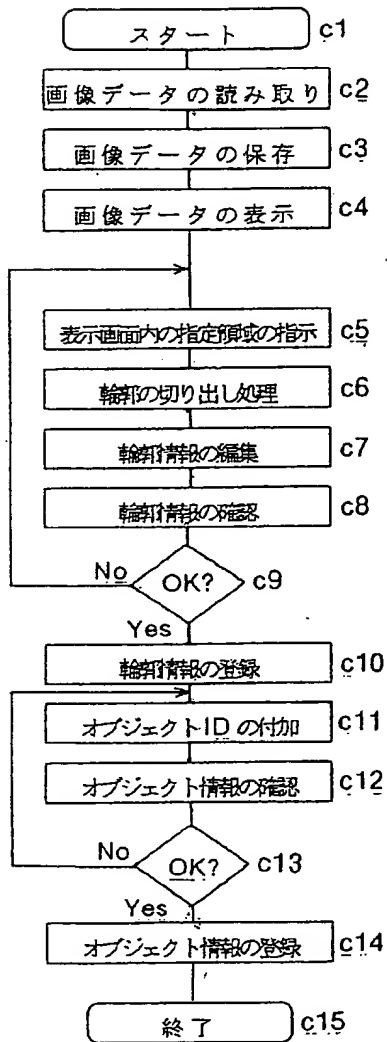 スタート c1
画像データの読み取り c2
画像データの保存 c3
画像データの表示 c4
表示画面内の指定領域の指示 c5
輪郭の切り出し処理 c6
輪郭情報の編集 c7
輪郭情報の確認 c8
No OK? c9
Yes
輪郭情報の登録 c10
オブジェクトIDの付加 c11
オブジェクト情報の確認 c12
No OK? c13
Yes
オブジェクト情報の登録 c14
終了 c15